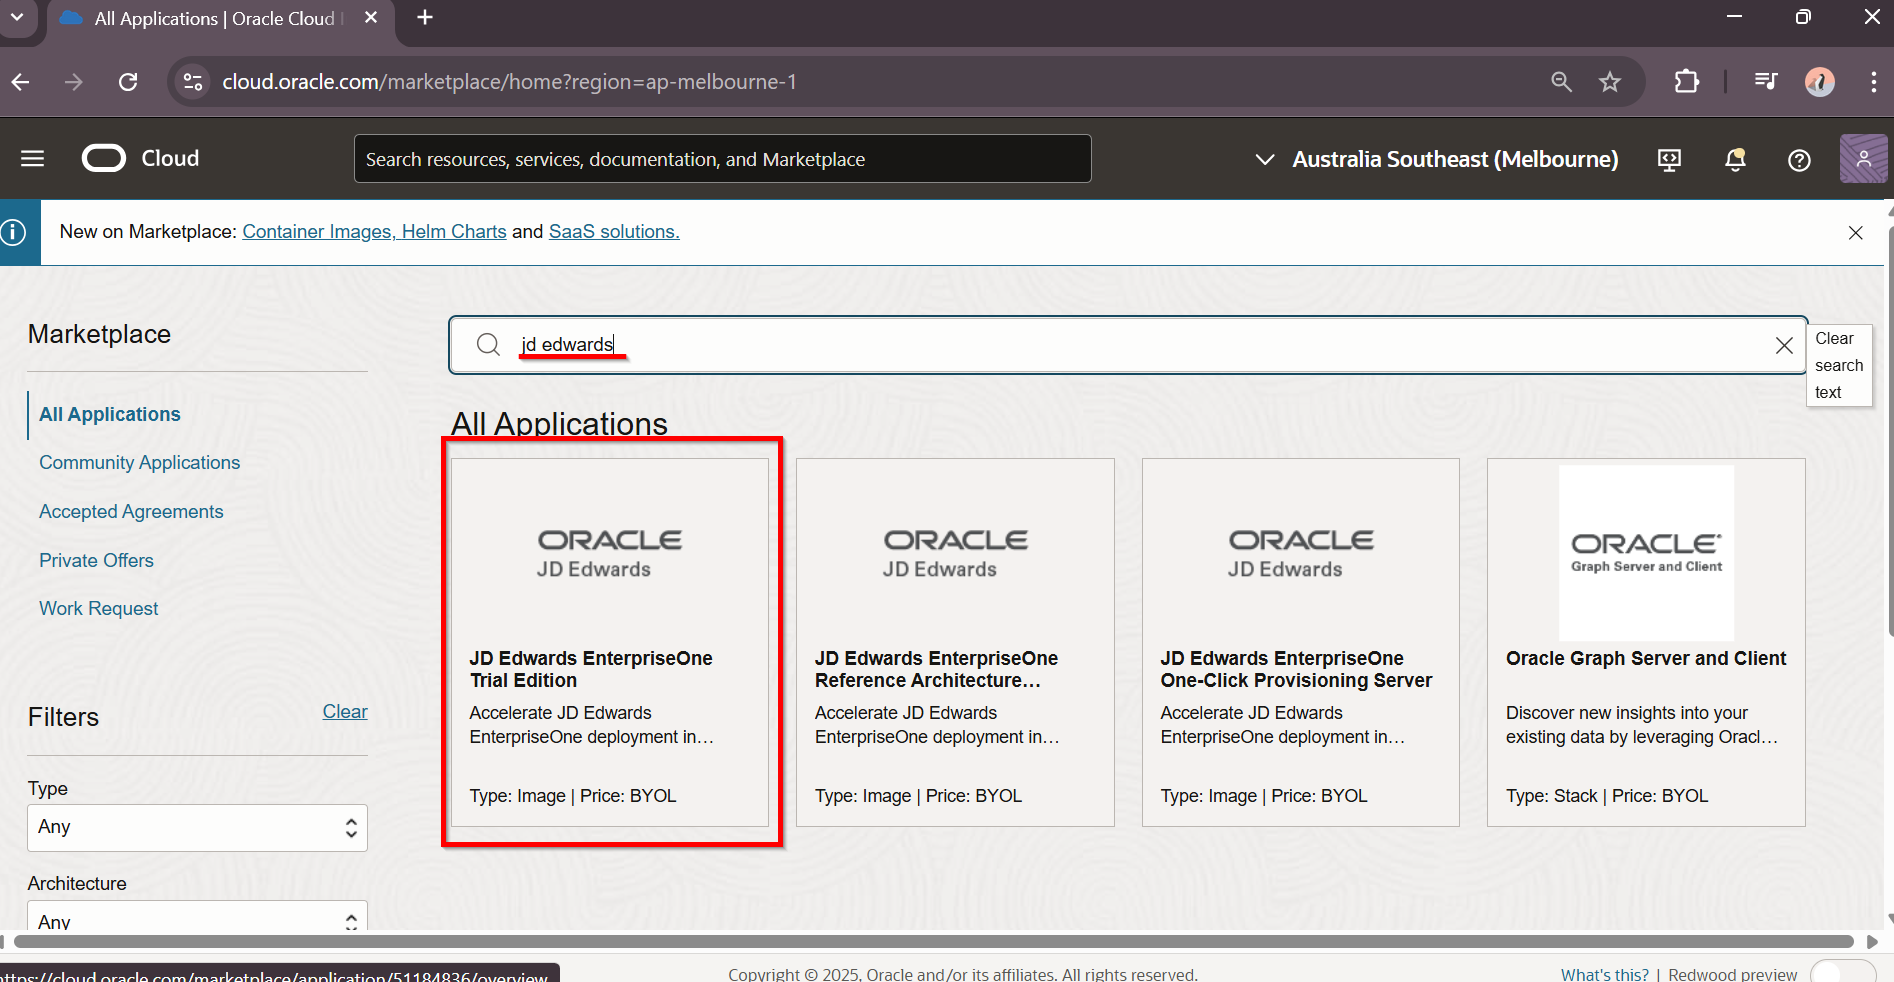 All Applications | Oracle Cloud
cloud.oracle.com/marketplace/home?region=ap-melbourne-1
Cloud
Search resources, services, documentation, and Marketplace
Australia Southeast (Melbourne)
New on Marketplace: Container Images, Helm Charts and SaaS solutions.
Marketplace
All Applications
Community Applications
Accepted Agreements
Private Offers
Work Request
Filters
Clear
Type
Any
Architecture
Any
jd edwards
Clear
search
text
All Applications
ORACLE
JD Edwards
JD Edwards EnterpriseOne
Trial Edition
Accelerate JD Edwards
EnterpriseOne deployment in…
Type: Image | Price: BYOL
ORACLE
JD Edwards
JD Edwards EnterpriseOne
Reference Architecture…
Accelerate JD Edwards
EnterpriseOne deployment in…
Type: Image | Price: BYOL
ORACLE
JD Edwards
JD Edwards EnterpriseOne
One-Click Provisioning Server
Accelerate JD Edwards
EnterpriseOne deployment in…
Type: Image | Price: BYOL
ORACLE
Graph Server and Client
Oracle Graph Server and Client
Discover new insights into your
existing data by leveraging Oracl…
Type: Stack | Price: BYOL
https://cloud.oracle.com/marketplace/application/51184836/overview
Copyright © 2025, Oracle and/or its affiliates. All rights reserved.
What's this? | Redwood preview